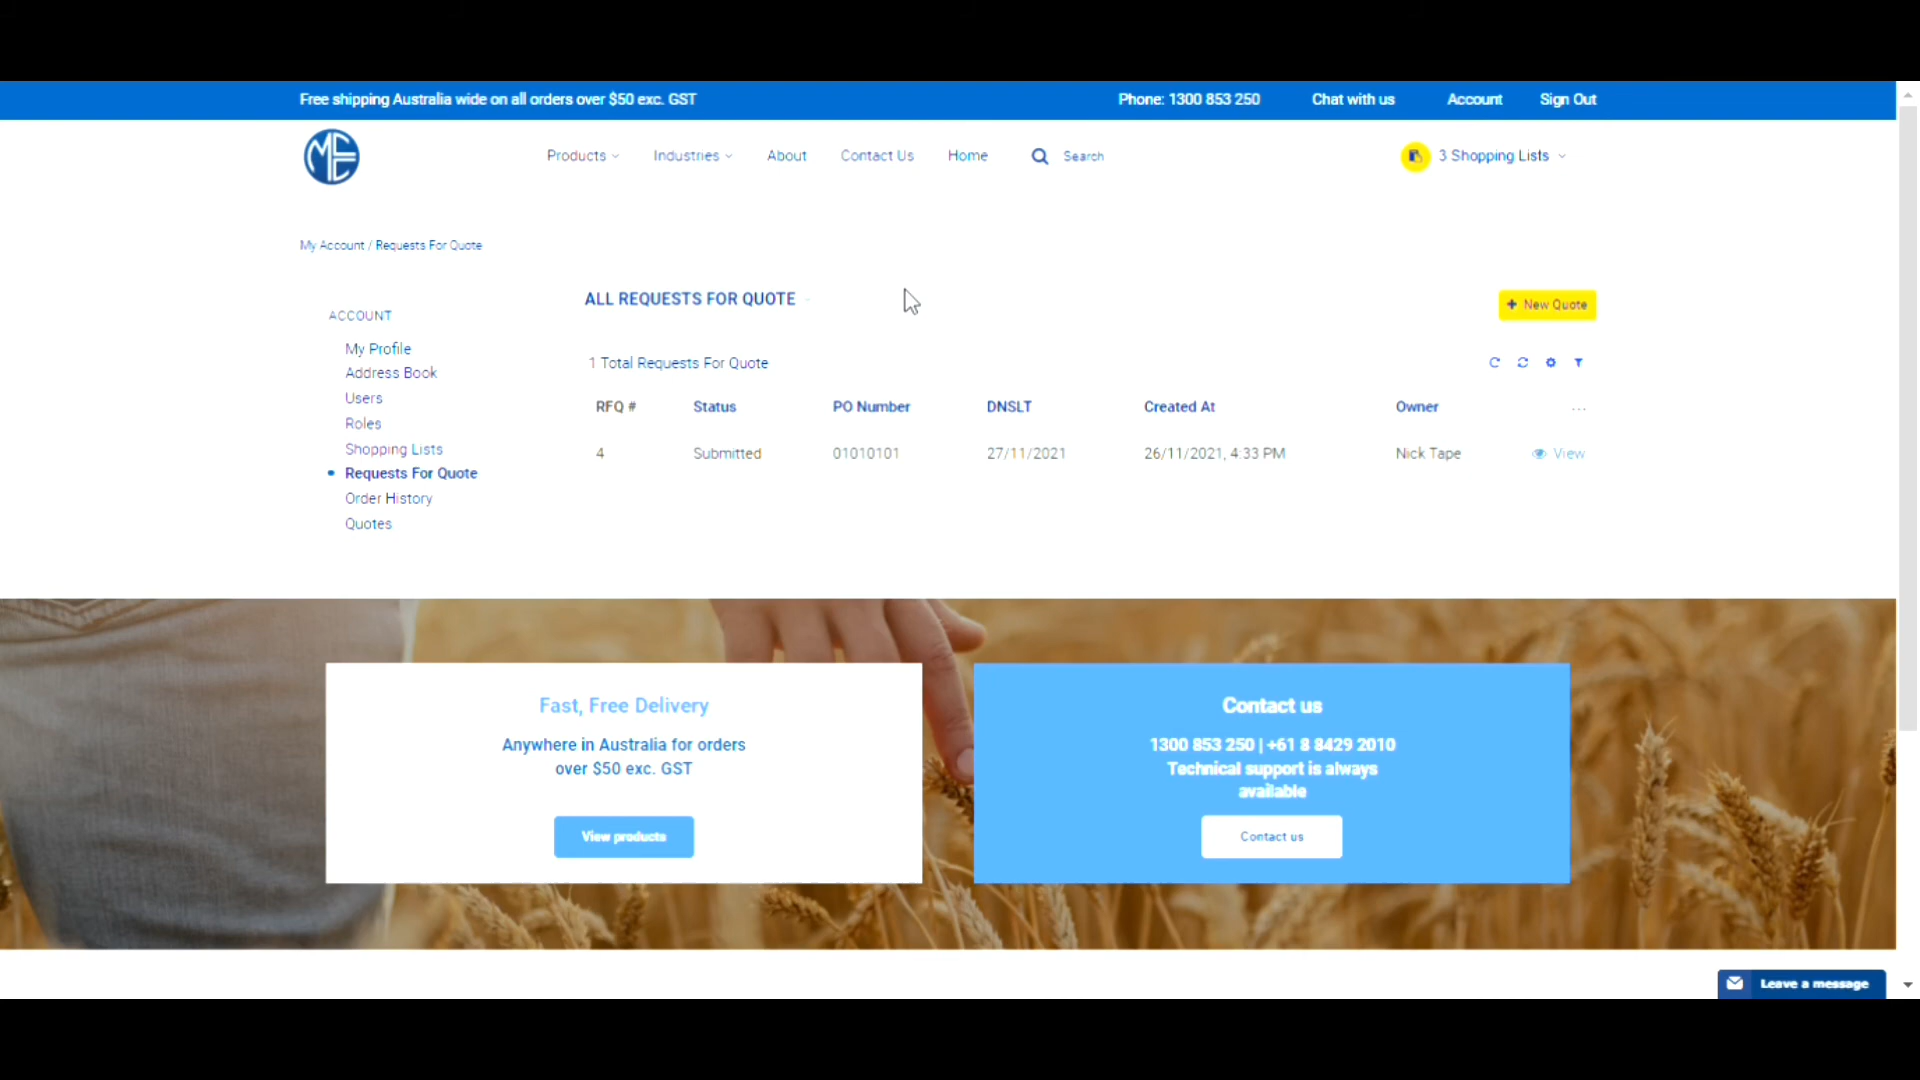 Free shipping Australia wide on all orders over $50 exc. GST Phone: 1300 853 250 Chat with us Account Sign Out
MCE Products Industries About Contact Us Home Search 3 Shopping Lists
My Account / Requests For Quote
ALL REQUESTS FOR QUOTE
+ New Quote
ACCOUNT
My Profile
Address Book
Users
Roles
Shopping Lists
Requests For Quote
Order History
Quotes
1 Total Requests For Quote
RFQ # Status PO Number DNSLT Created At Owner ...
4 Submitted 01010101 27/11/2021 26/11/2021, 4:33 PM Nick Tape View
Fast, Free Delivery
Anywhere in Australia for orders
over $50 exc. GST
View products
Contact us
1300 853 250 | +61 8 8429 2010
Technical support is always
available
Contact us
Leave a message